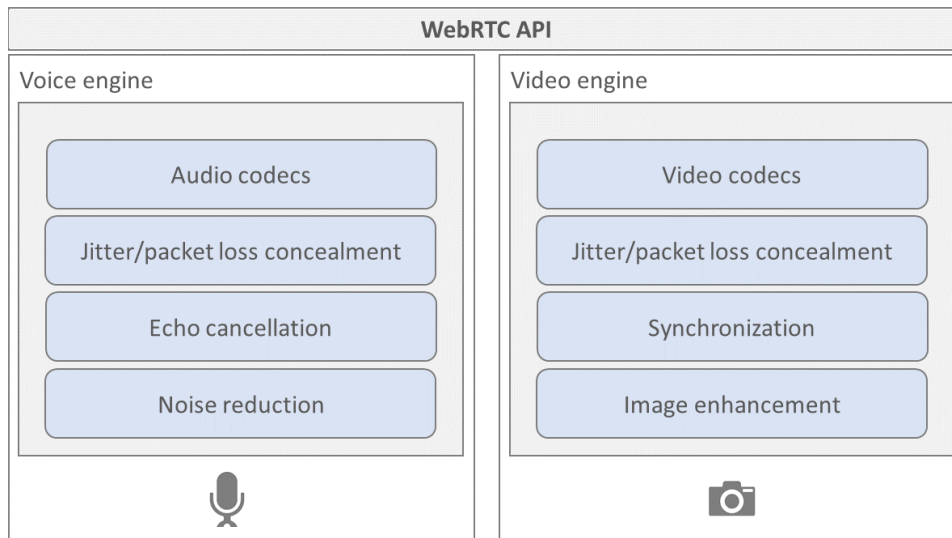 WebRTC API
Voice engine
Audio codecs
Jitter/packet loss concealment
Echo cancellation
Noise reduction
Video engine
Video codecs
Jitter/packet loss concealment
Synchronization
Image enhancement